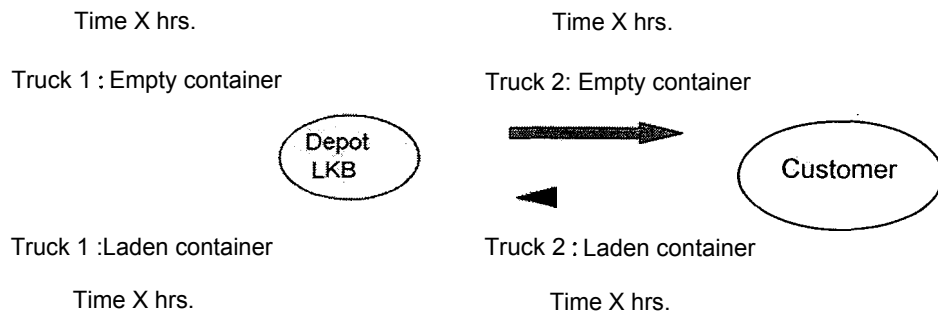 Time X hrs.
Time X hrs.
Truck 1 : Empty container
Truck 2: Empty container
Depot
LKB
Customer
Truck 1 :Laden container
Truck 2 : Laden container
Time X hrs.
Time X hrs.